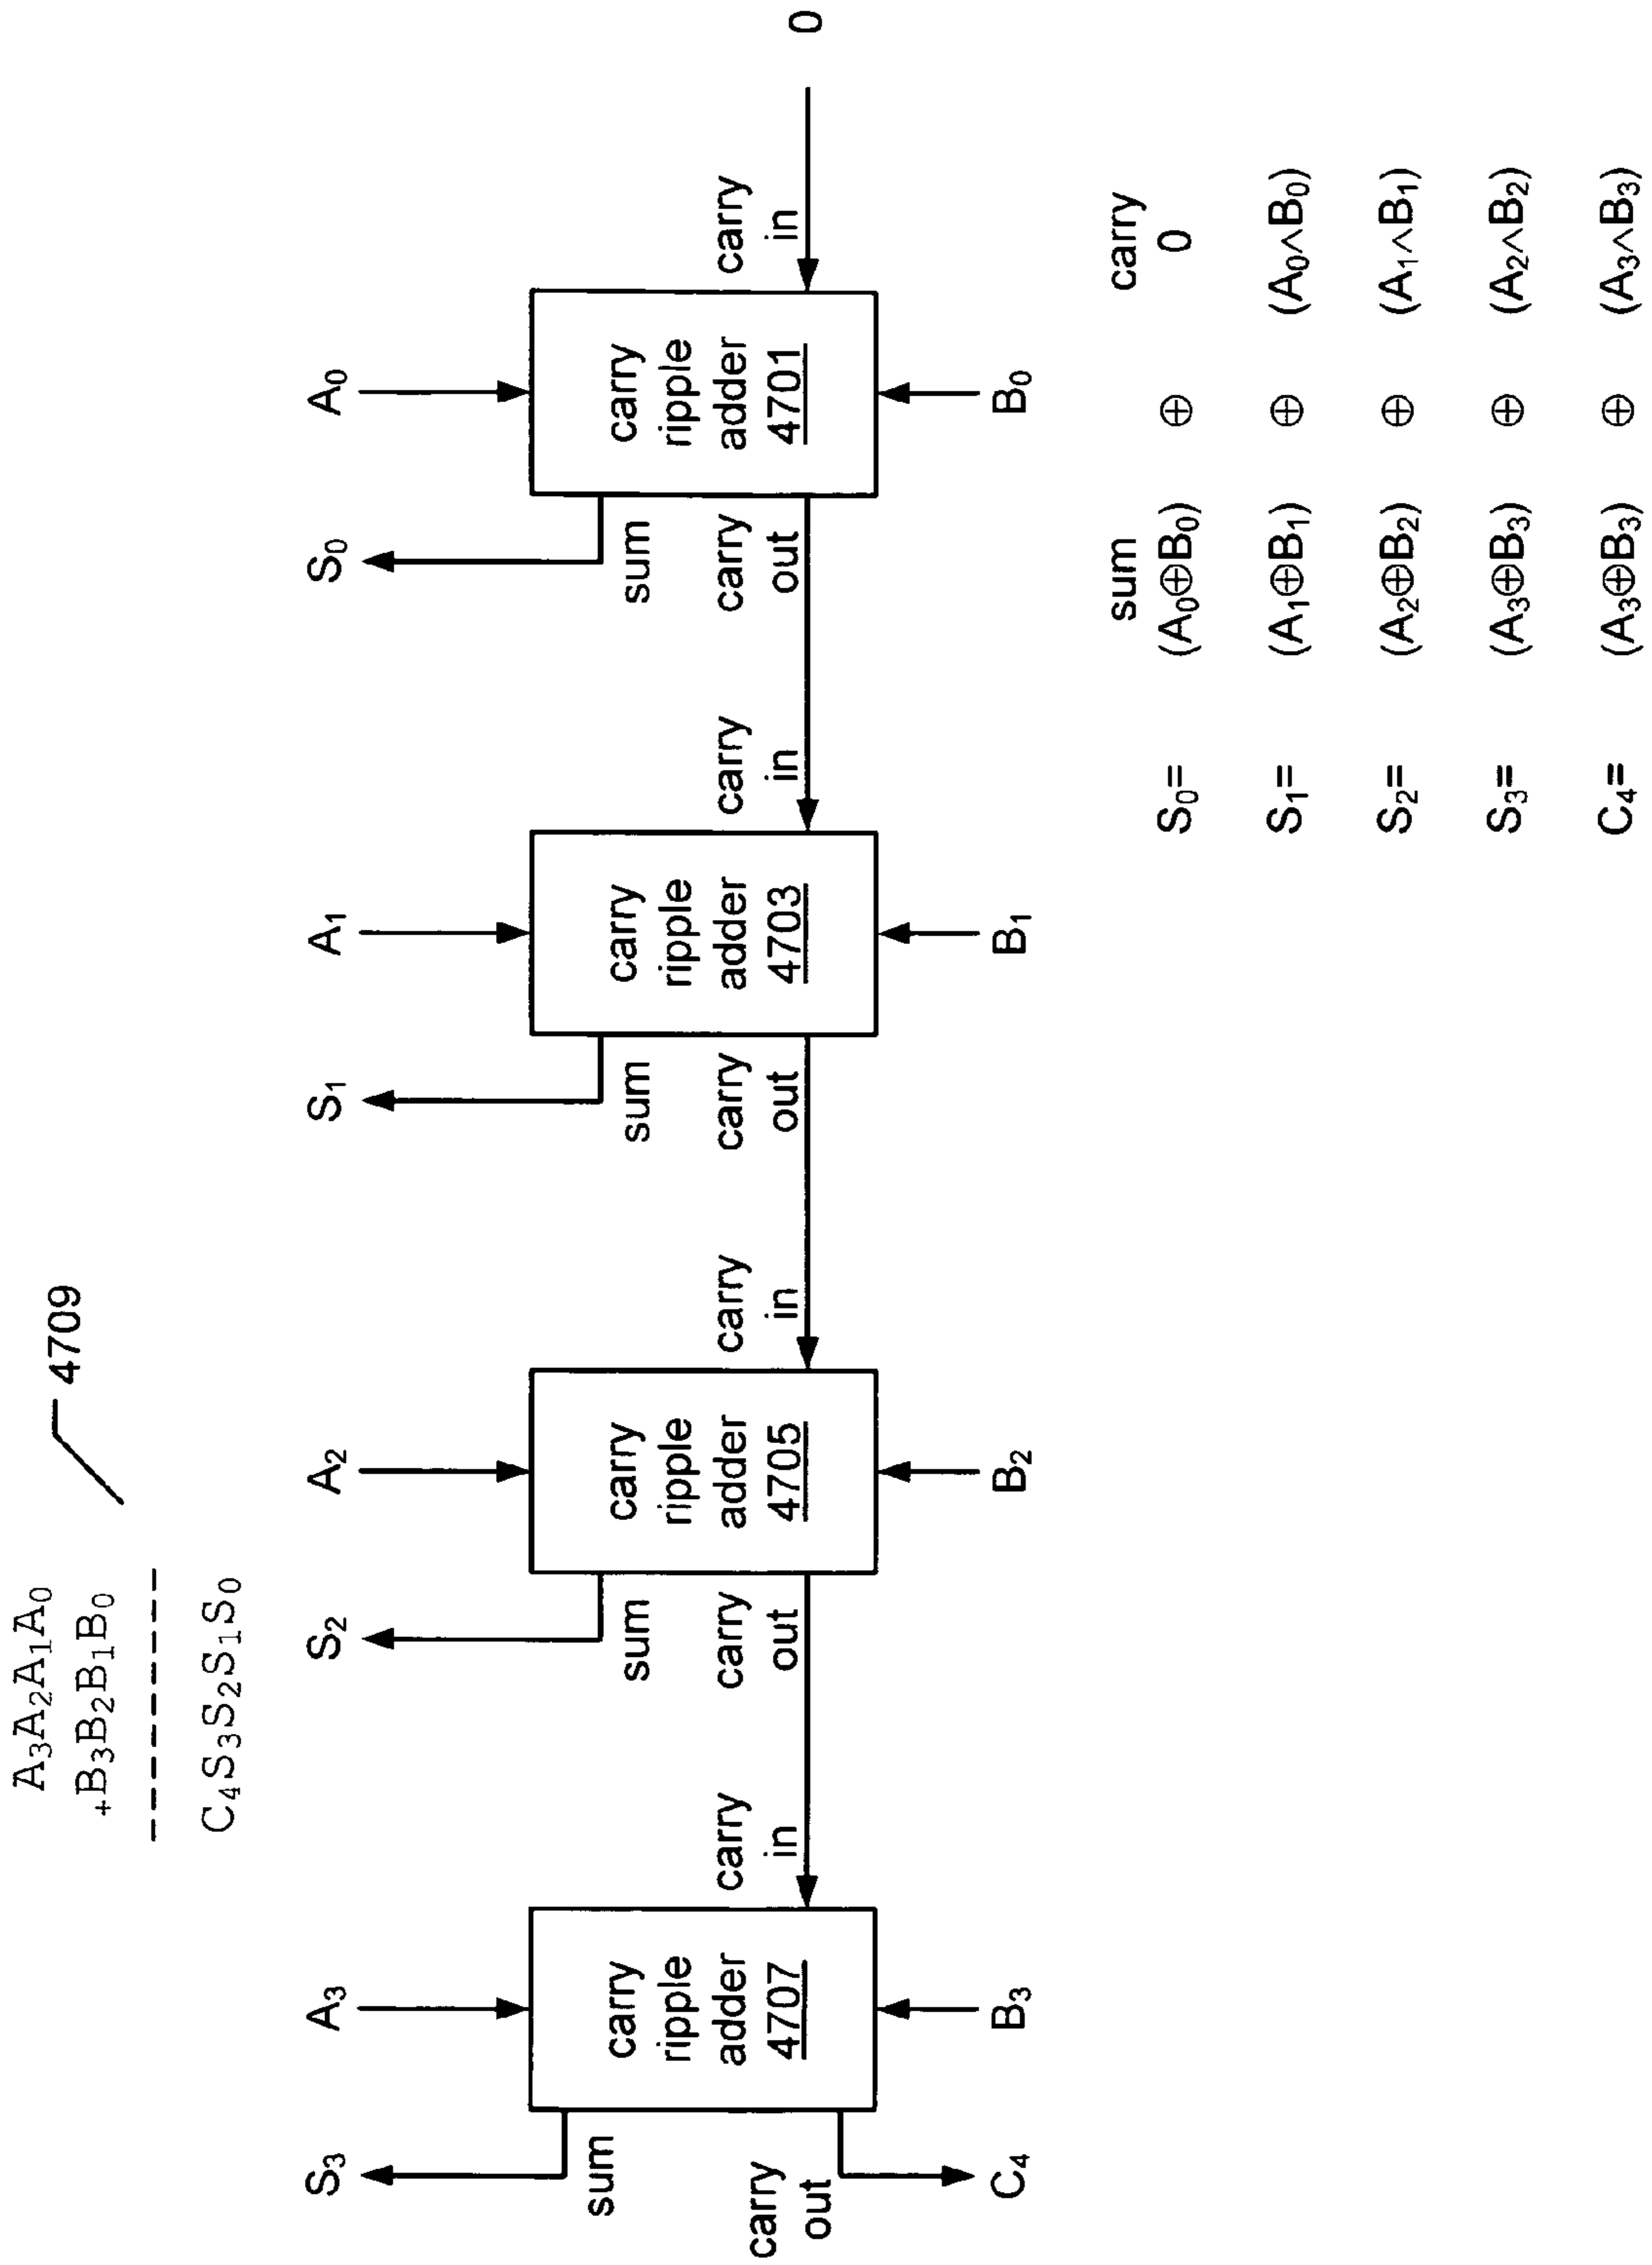 A₃A₂A₁A₀
+B₃B₂B₁B₀
-------
C₄S₃S₂S₁S₀
4709
S₃ A₃ S₂ A₂ S₁ A₁ S₀ A₀
carry ripple adder 4707
carry ripple adder 4705
carry ripple adder 4703
carry ripple adder 4701
sum
carry out
carry in
sum
carry out
carry in
sum
carry out
carry in
sum
carry out
carry in
0
C₄ B₃ B₂ B₁ B₀
sum carry
S₀= (A₀⊕B₀) ⊕ 0
S₁= (A₁⊕B₁) ⊕ (A₀∧B₀)
S₂= (A₂⊕B₂) ⊕ (A₁∧B₁)
S₃= (A₃⊕B₃) ⊕ (A₂∧B₂)
C₄= (A₃⊕B₃) ⊕ (A₃∧B₃)